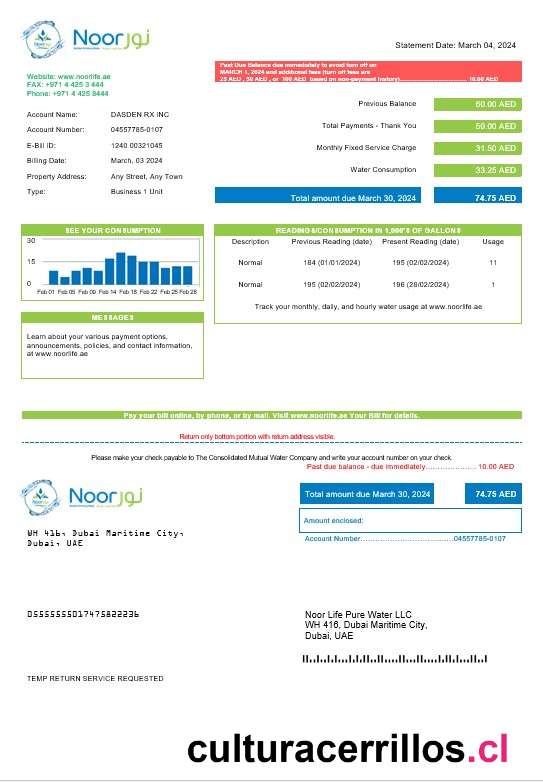 Noor نور
Statement Date: March 04, 2024
Past Due Balance due immediately to avoid turn off on
MARCH 1, 2024 and additional fees (turn off fees are
25 AED , 50 AED , or 100 AED based on non-payment history) 10.00 AED
Website: www.noorlife.ae
FAX: +971 4 425 3 444
Phone: +971 4 425 8444
Previous Balance 50.00 AED
Total Payments - Thank You 50.00 AED
Monthly Fixed Service Charge 31.50 AED
Water Consumption 33.25 AED
Total amount due March 30, 2024 74.75 AED
Account Name: DASDEN RX INC
Account Number: 04557785-0107
E-Bill ID: 1240 00321045
Billing Date: March, 03 2024
Property Address: Any Street, Any Town
Type: Business 1 Unit
SEE YOUR CONSUMPTION
30
15
0
Feb 01 Feb 05 Feb 09 Feb 14 Feb 18 Feb 21 Feb 25 Feb 28
READINGS/CONSUMPTION IN 1,000'S OF GALLONS
Description Previous Reading (date) Present Reading (date) Usage
Normal 184 (01/01/2024) 195 (02/02/2024) 11
Normal 195 (02/02/2024) 196 (28/02/2024) 1
Track your monthly, daily, and hourly water usage at www.noorlife.ae
MESSAGES
Learn about your various payment options,
announcements, policies, and contact information,
at www.noorlife.ae
Pay your bill online, by phone, or by mail. Visit www.noorlife.ae Your Bill for details.
Return only bottom portion with return address visible.
Please make your check payable to The Consolidated Mutual Water Company and write your account number on your check.
Past due balance - due immediately...................... 10.00 AED
Noor نور
Total amount due March 30, 2024 74.75 AED
Amount enclosed:
Account Number.........................................04557785-0107
WH 416, Dubai Maritime City,
Dubai, UAE
Noor Life Pure Water LLC
WH 416, Dubai Maritime City,
Dubai, UAE
TEMP RETURN SERVICE REQUESTED
culturacerrillos.cl